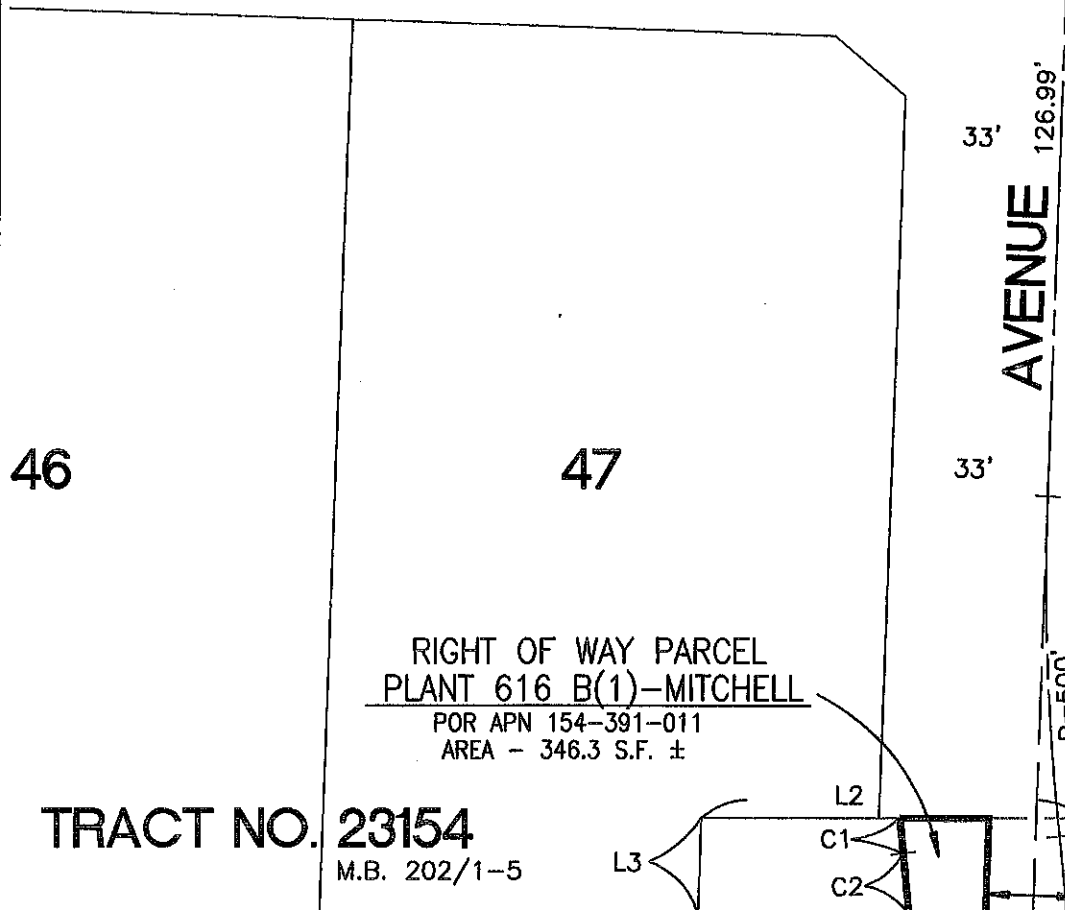 126.99'
33'
AVENUE
46
47
33'
RIGHT OF WAY PARCEL
PLANT 616 B(1)-MITCHELL
POR APN 154-391-011
AREA - 346.3 S.F. ±
L2
TRACT NO. 23154
C1
M.B. 202/1-5
L3
C2